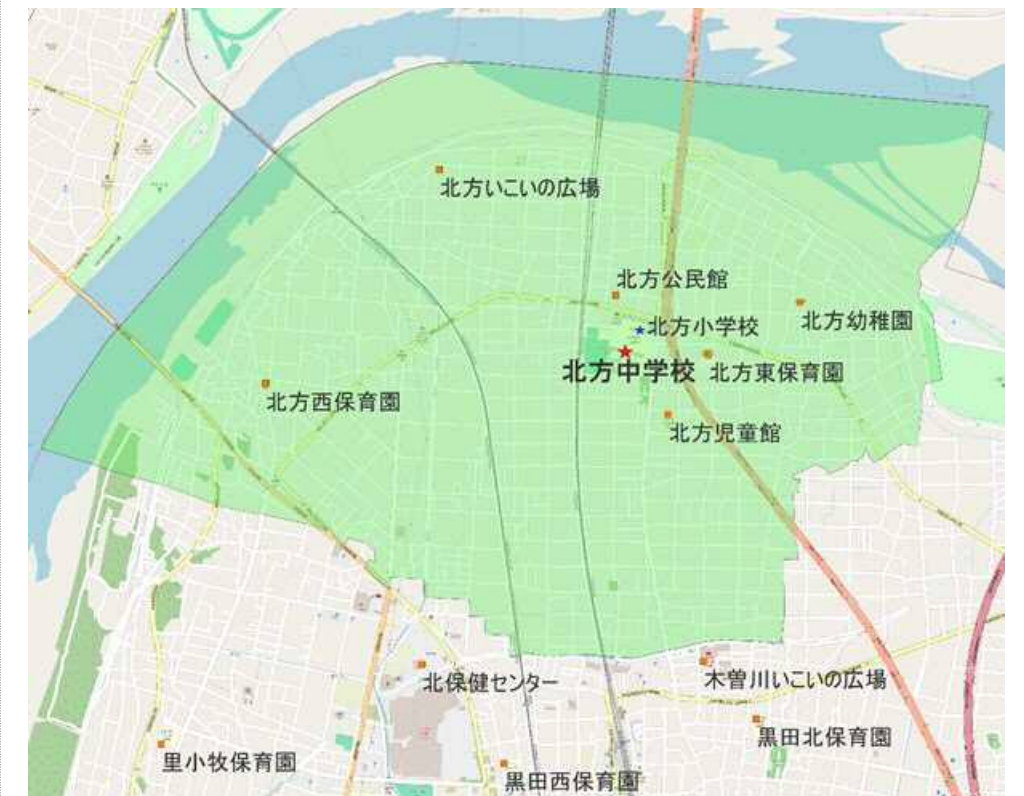 北方いこいの広場
北方公民館
北方小学校
北方幼稚園
北方中学校
北方東保育園
北方西保育園
北方児童館
北保健センター
木曽川いこいの広場
黒田北保育園
里小牧保育園
黒田西保育園